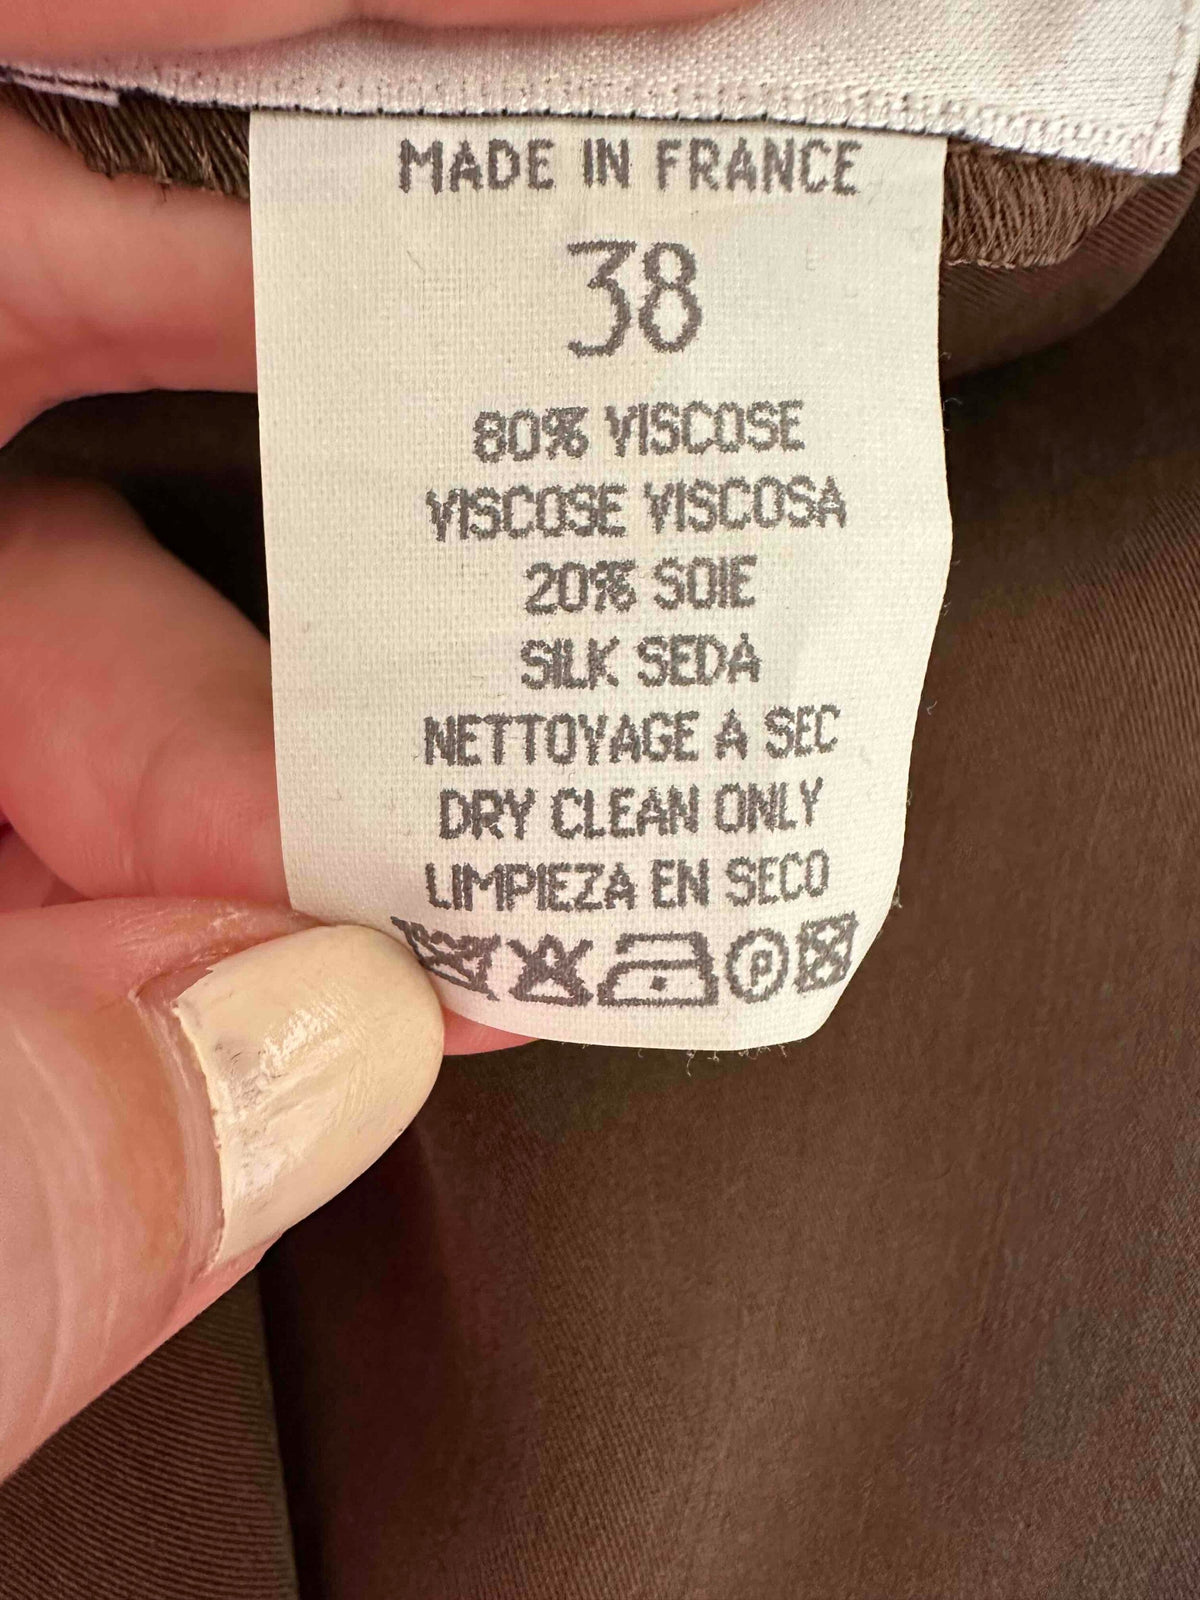 MADE IN FRANCE
38
80% VISCOSE
VISCOSE VISCOSA
20% SOIE
SILK SEDA
NETTOYAGE A SEC
DRY CLEAN ONLY
LIMPIEZA EN SECO
P